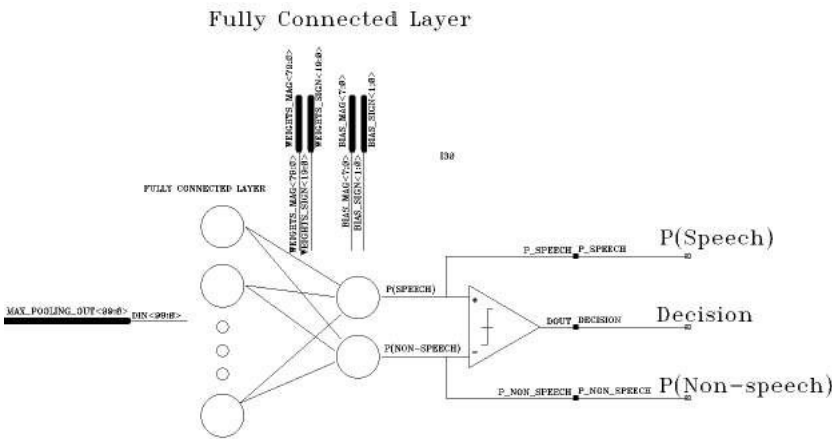 Fully Connected Layer
WEIGHTS_MAG<79:0>
WEIGHTS_SIGN<19:0>
BIAS_MAG<7:0>
BIAS_SIGN<1:0>
I30
WEIGHTS_MAG<79:0>
WEIGHTS_SIGN<19:0>
BIAS_MAG<7:0>
BIAS_SIGN<1:0>
FULLY CONNECTED LAYER
P_SPEECH P_SPEECH P(Speech)
P(SPEECH)
MAX_POOLING_OUT<99:0> DIN<99:0>
+
DOUT DECISION Decision
P(NON-SPEECH)
-
P_NON_SPEECH P_NON_SPEECH P(Non-speech)